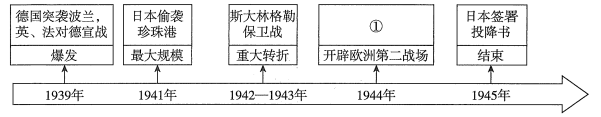 德国突袭波兰，
英、法对德宣战
爆发
日本偷袭
珍珠港
最大规模
斯大林格勒
保卫战
重大转折
①
开辟欧洲第二战场
日本签署
投降书
结束
1939年
1941年
1942—1943年
1944年
1945年